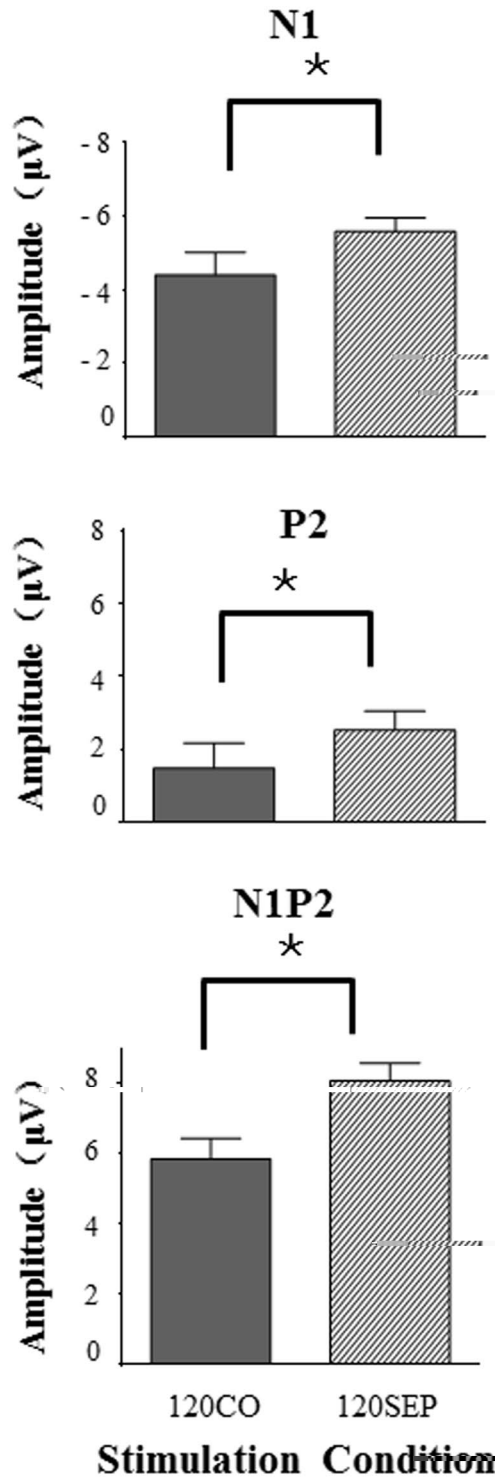 N1
*
Amplitude (μV)
- 8
- 6
- 4
- 2
0
P2
*
Amplitude (μV)
8
6
4
2
0
N1P2
*
Amplitude (μV)
8
6
4
2
0
120CO 120SEP
Stimulation Condition